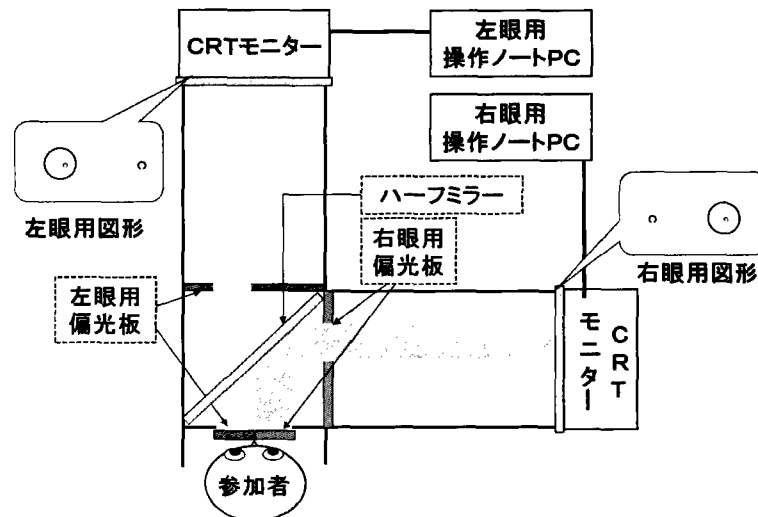 CRTモニター
左眼用
操作ノートPC
右眼用
操作ノートPC
ハーフミラー
左眼用図形
右眼用
偏光板
右眼用図形
左眼用
偏光板
CRT
モニター
参加者